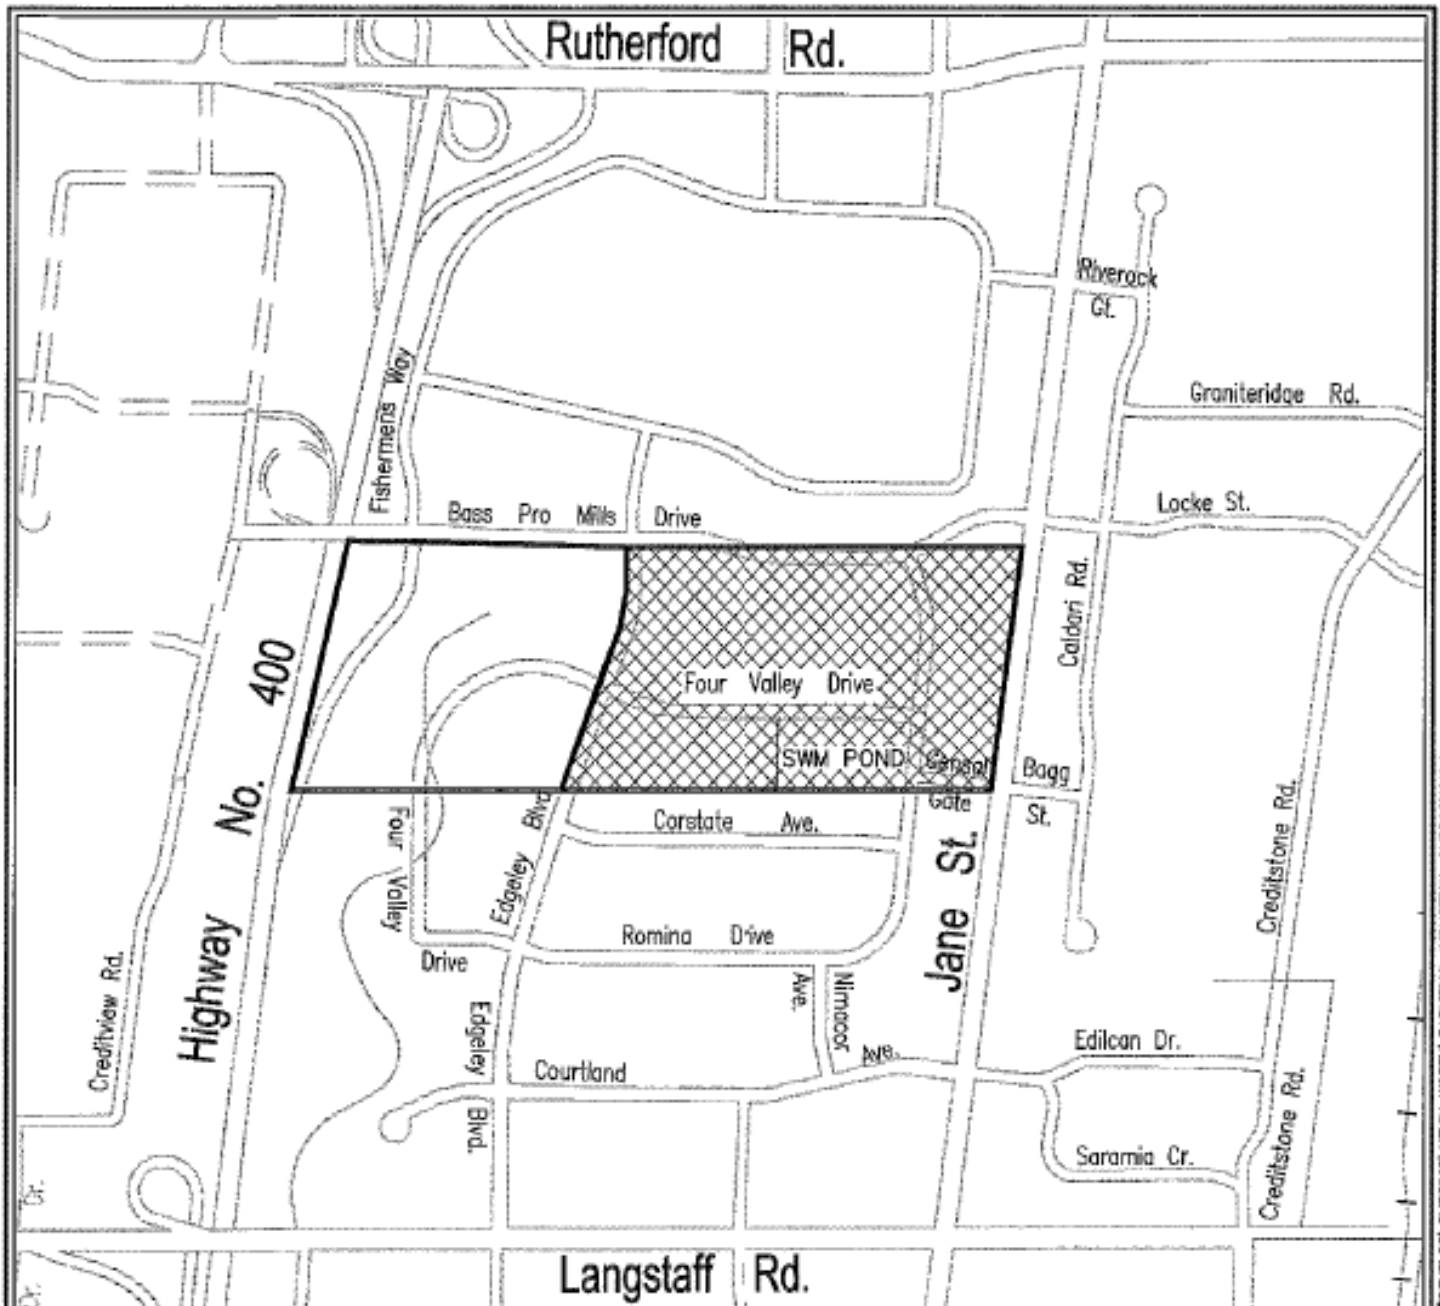 Rutherford Rd.
Riverock
Gt.
Fishermens Way
Graniteridge Rd.
Bass Pro Mills Drive
Locke St.
Caldari Rd.
Highway No. 400
Four Valley Drive
SWM POND
Gate
Bagg
St.
Edgeley Blvd
Corstate Ave.
Four Valley
Drive
Jane St.
Creditstone Rd.
Romina Drive
Creditview Rd.
Ave.
Edgeley Blvd.
Courtland
Ave.
Edilcan Dr.
Saramia Cr.
Creditstone Rd.
Langstaff Rd.